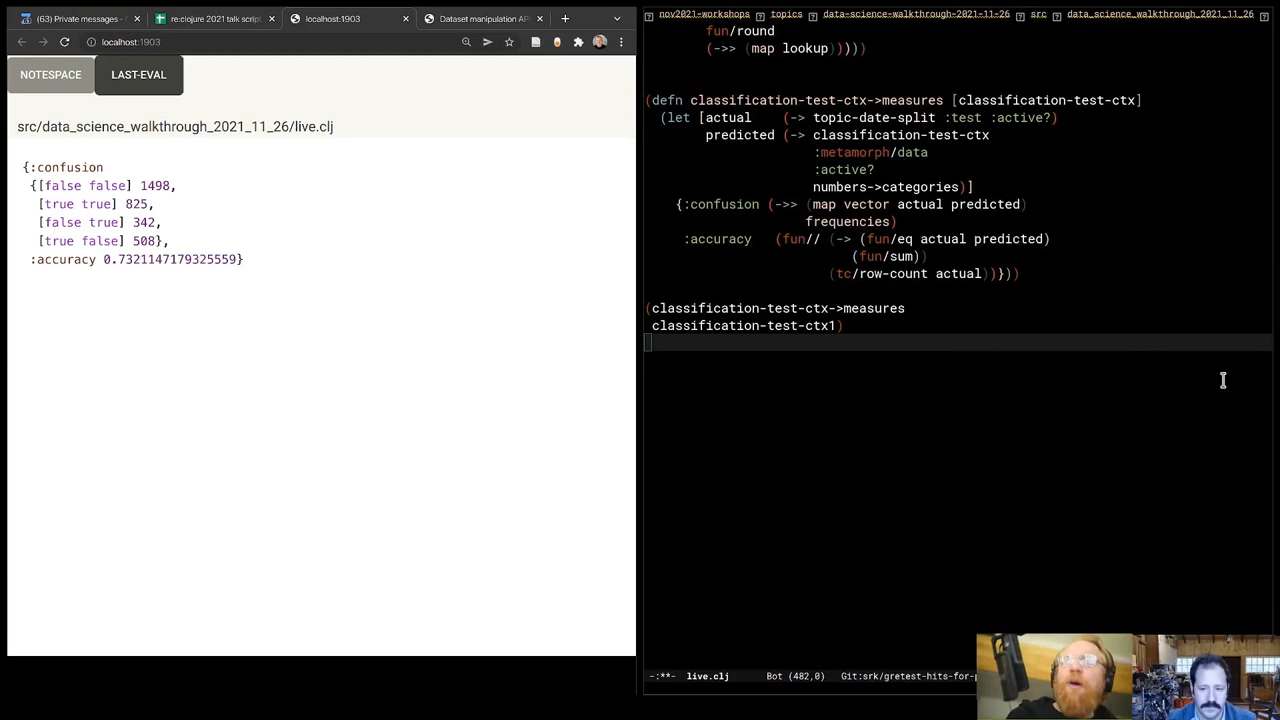 (63) Private messages -
re:clojure 2021 talk script
localhost:1903
Dataset manipulation AP
localhost:1903
NOTESPACE
LAST-EVAL
src/data_science_walkthrough_2021_11_26/live.clj
{:confusion
{[false false] 1498,
[true true] 825,
[false true] 342,
[true false] 508},
:accuracy 0.7321147179325559}
nov2021-workshops
topics
data-science-walkthrough-2021-11-26
src
data_science_walkthrough_2021_11_26
fun/round
(->> (map lookup)))))
(defn classification-test-ctx->measures [classification-test-ctx]
(let [actual (-> topic-date-split :test :active?)
predicted (-> classification-test-ctx
:metamorph/data
:active?
numbers->categories)]
{:confusion (->> (map vector actual predicted)
frequencies)
:accuracy (fun// (-> (fun/eq actual predicted)
(fun/sum))
(tc/row-count actual))}))
(classification-test-ctx->measures
classification-test-ctx1)
-:**- live.clj Bot (482,0) Git:srk/gretest-hits-for-